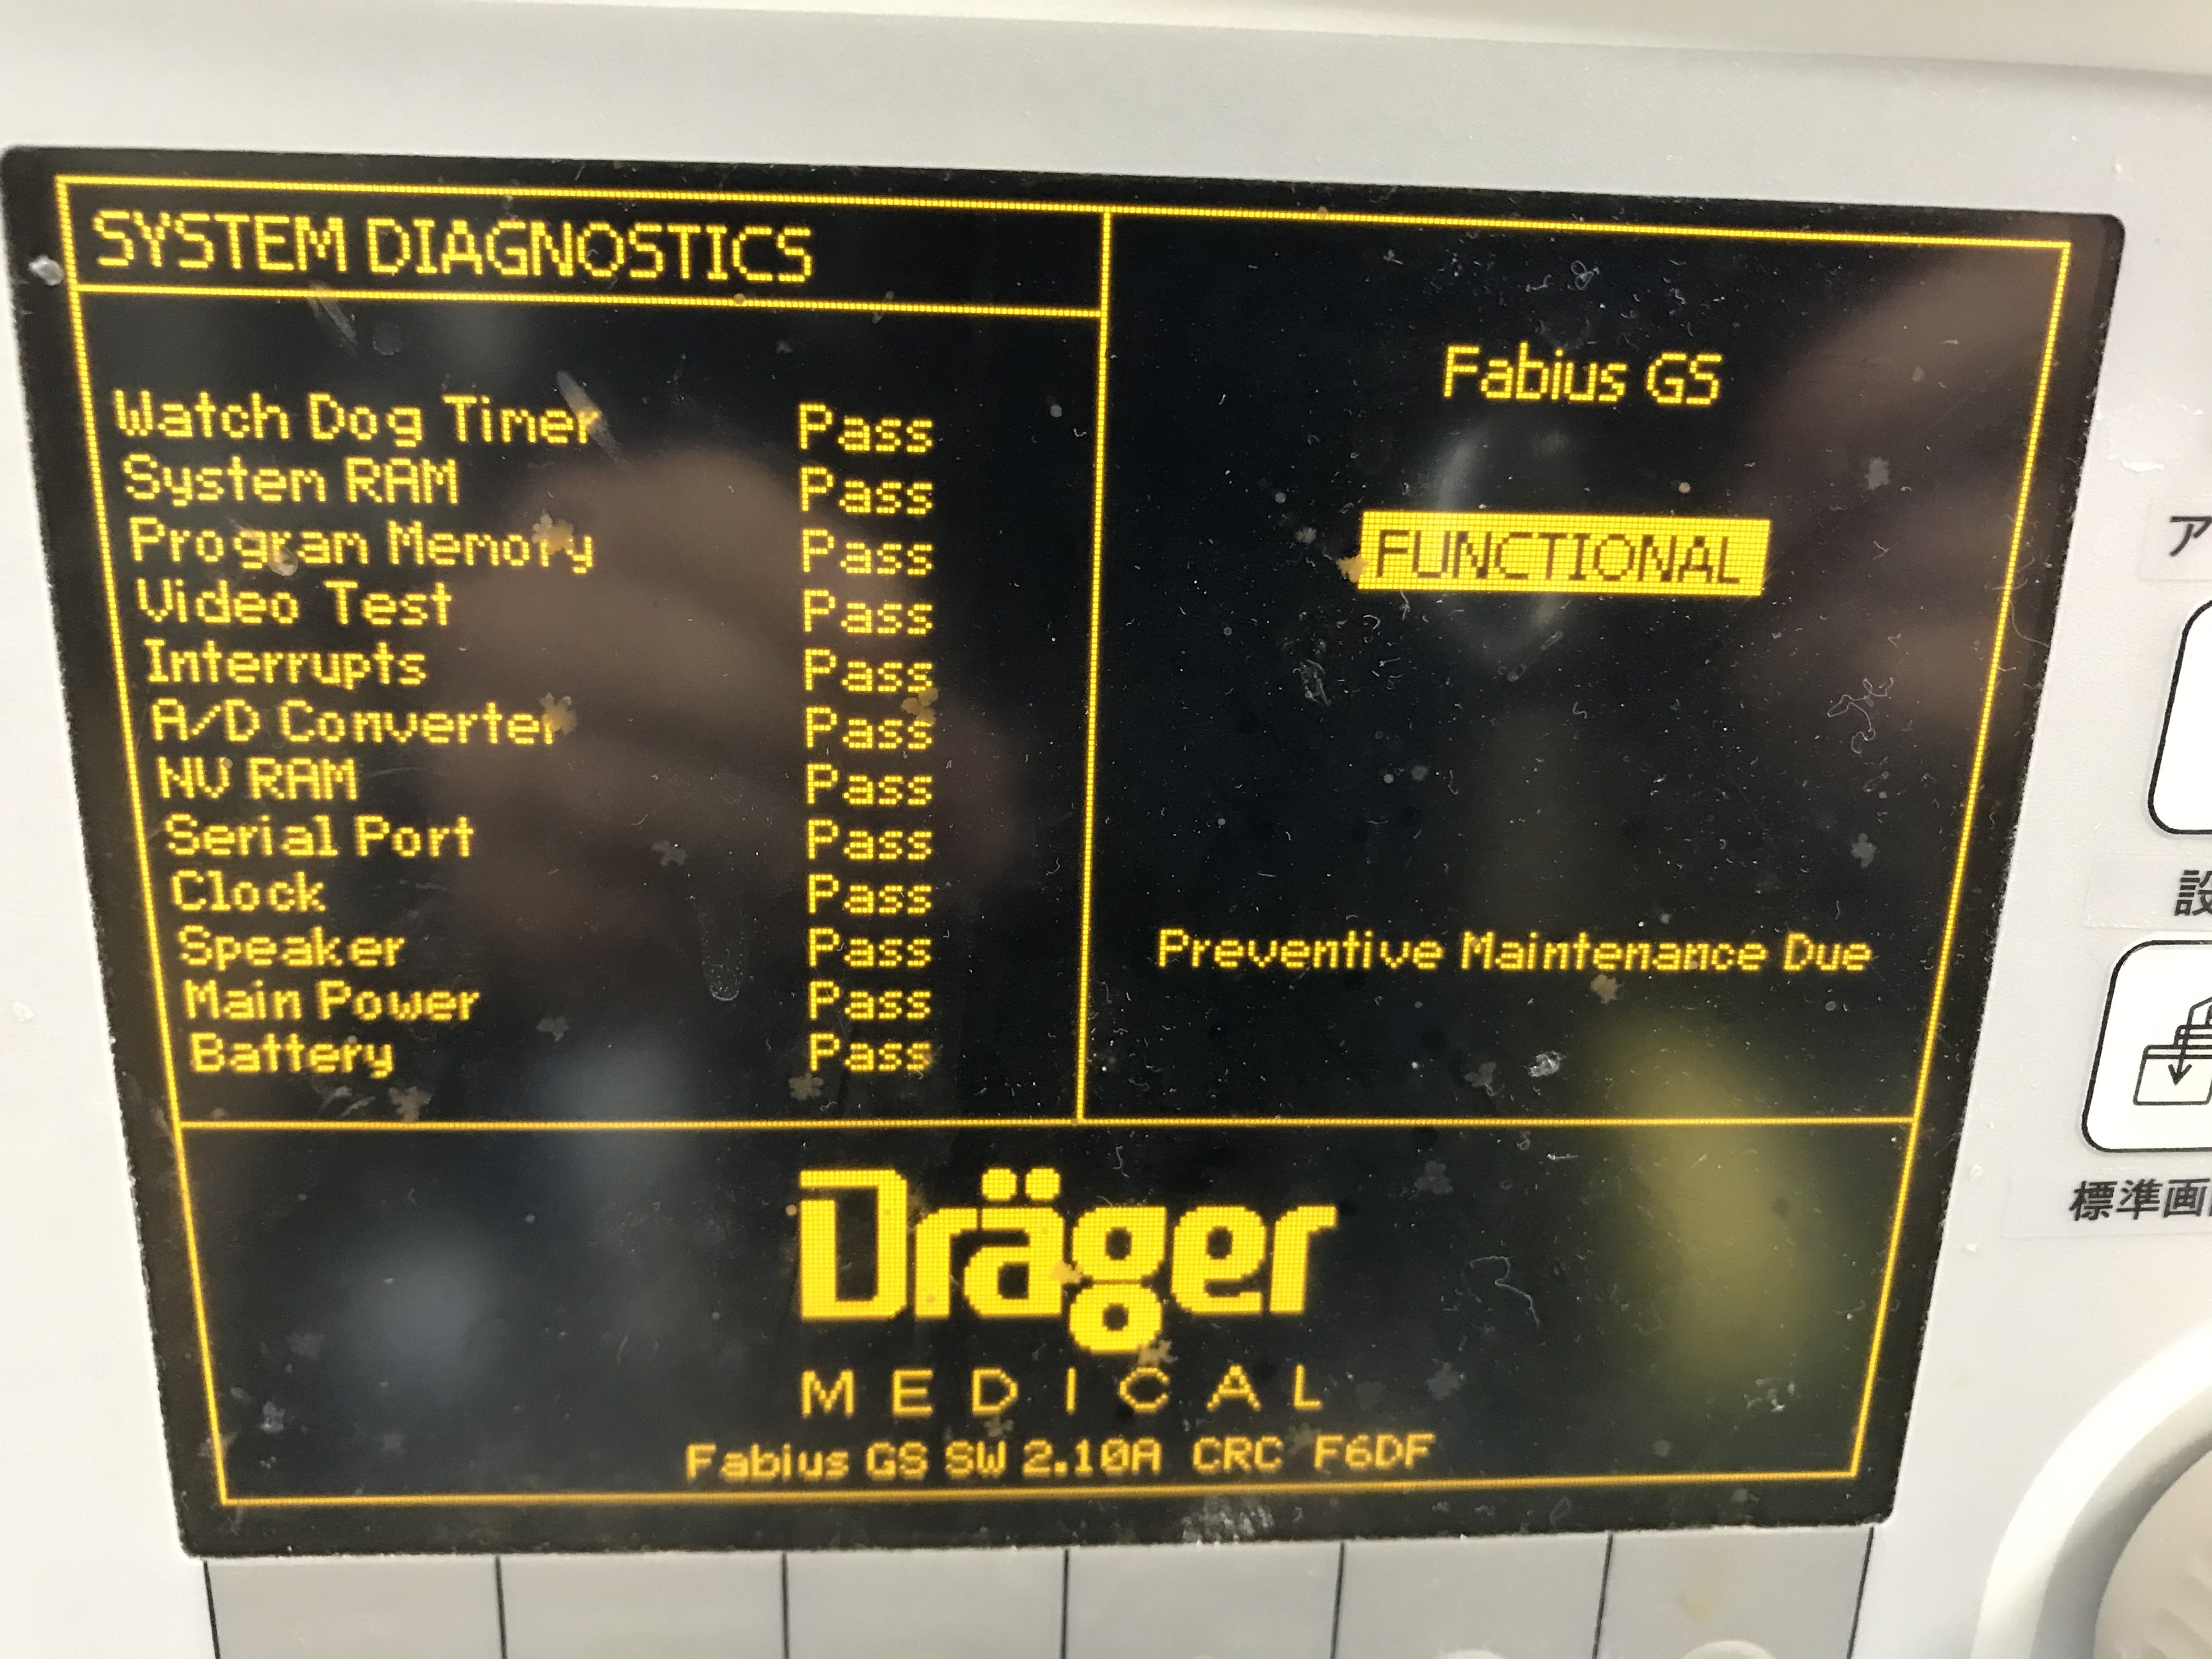 SYSTEM DIAGNOSTICS
Watch Dog Timer Pass
System RAM Pass
Program Memory Pass
Video Test Pass
Interrupts Pass
A/D Converter Pass
NV RAM Pass
Serial Port Pass
Clock Pass
Speaker Pass
Main Power Pass
Battery Pass
Fabius GS
FUNCTIONAL
Preventive Maintenance Due
Dräger
MEDICAL
Fabius GS SW 2.10A CRC F6DF
ア
設
標準画